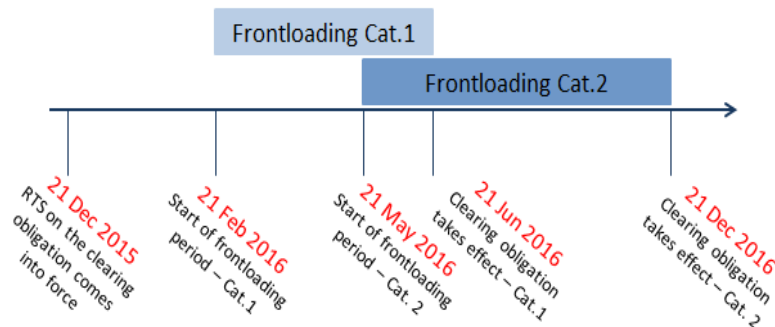 Frontloading Cat.1
Frontloading Cat.2
21 Dec 2015
RTS on the clearing
obligation comes
into force
21 Feb 2016
Start of frontloading
period – Cat.1
21 May 2016
Start of frontloading
period – Cat. 2
21 Jun 2016
Clearing obligation
takes effect – Cat.1
21 Dec 2016
Clearing obligation
takes effect – Cat. 2